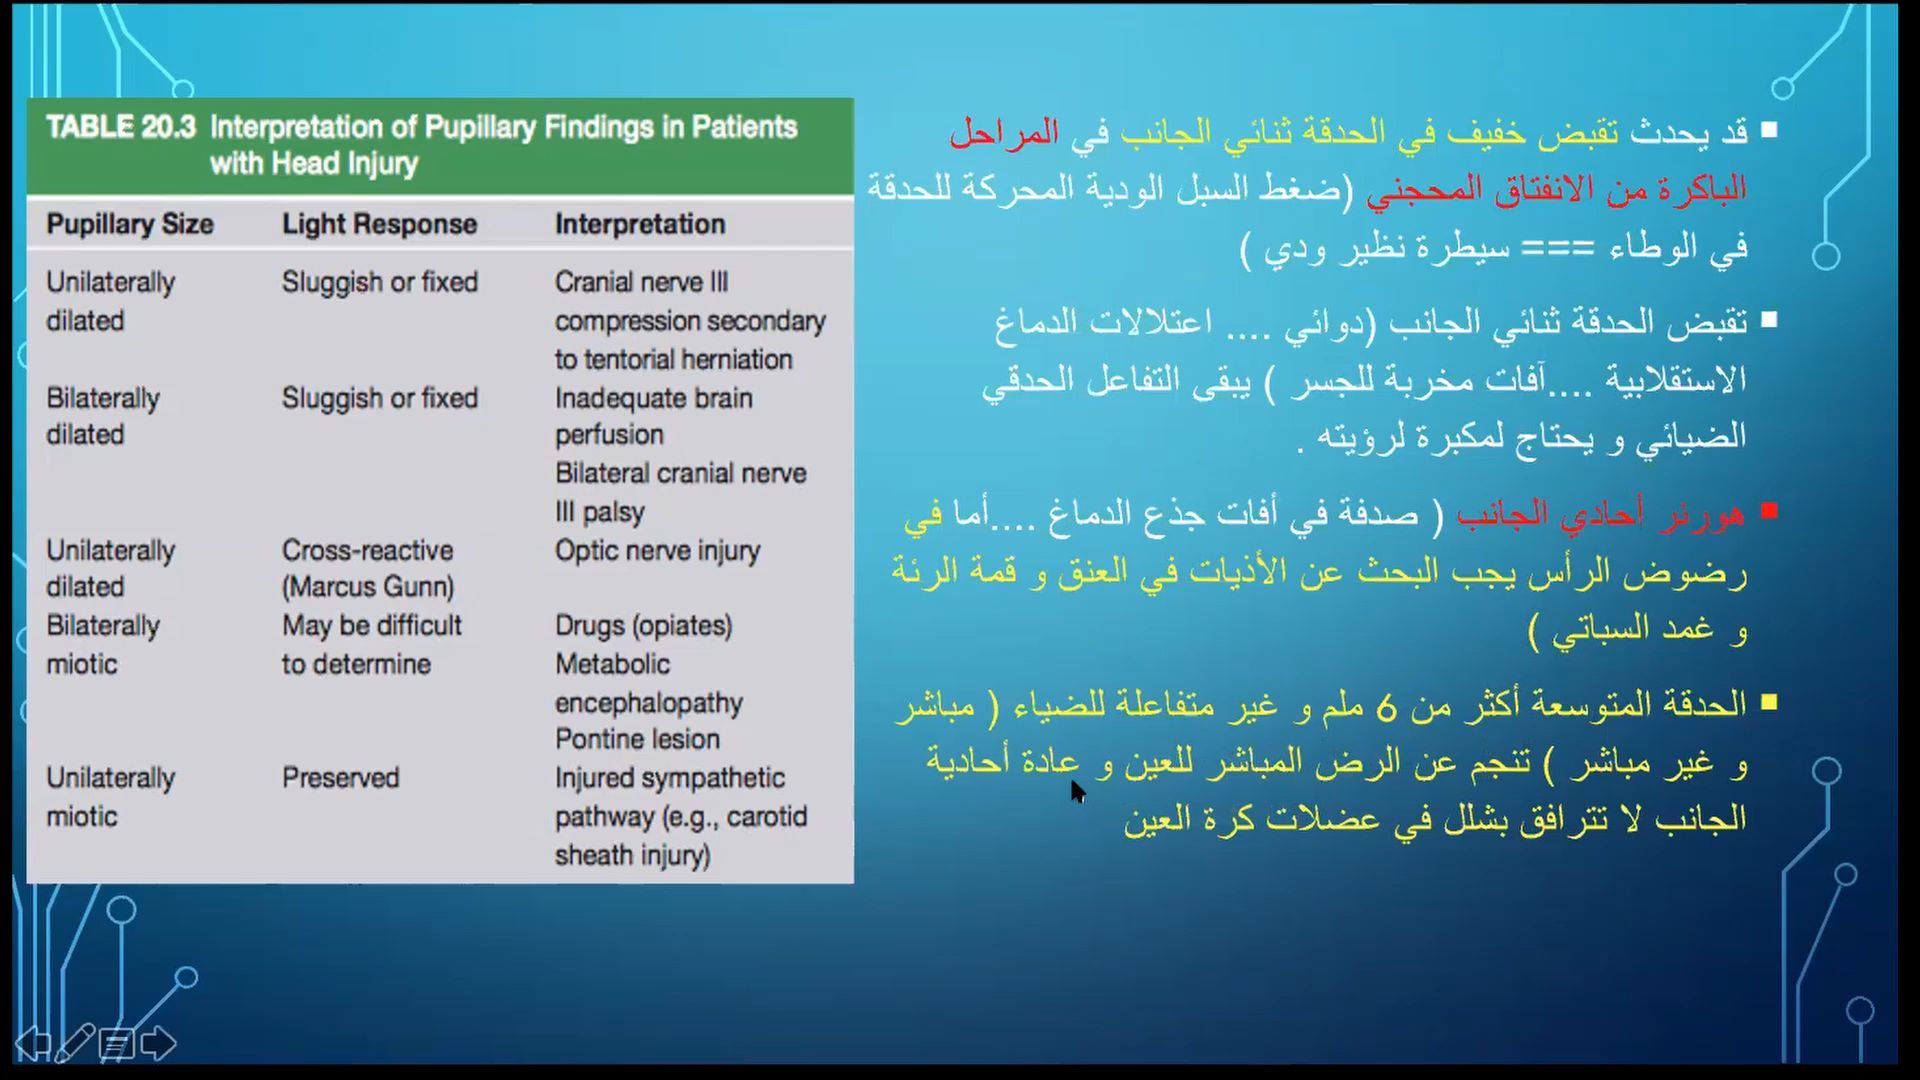 TABLE 20.3 Interpretation of Pupillary Findings in Patients
with Head Injury
Pupillary Size Light Response Interpretation
Unilaterally Sluggish or fixed Cranial nerve III
dilated compression secondary
to tentorial herniation
Bilaterally Sluggish or fixed Inadequate brain
dilated perfusion
Bilateral cranial nerve
III palsy
Unilaterally Cross-reactive Optic nerve injury
dilated (Marcus Gunn)
Bilaterally May be difficult Drugs (opiates)
miotic to determine Metabolic
encephalopathy
Pontine lesion
Unilaterally Preserved Injured sympathetic
miotic pathway (e.g., carotid
sheath injury)
قد يحدث تقبض خفيف في الحدقة ثنائي الجانب في المراحل
الباكرة من الانفتاق المحجني (ضغط السبل الودية المحركة للحدقة
في الوطاء === سيطرة نظير ودي )
تقبض الحدقة ثنائي الجانب (دوائي .... اعتلالات الدماغ
الاستقلابية ....آفات مخربة للجسر ) يبقى التفاعل الحدقي
الضيائي و يحتاج لمكبرة لرؤيته .
هورنر أحادي الجانب ( صدفة في أفات جذع الدماغ ....أما في
رضوض الرأس يجب البحث عن الأذيات في العنق و قمة الرئة
و غمد السباتي )
الحدقة المتوسعة أكثر من 6 ملم و غير متفاعلة للضياء ( مباشر
و غير مباشر ) تنجم عن الرض المباشر للعين و عادة أحادية
الجانب لا تترافق بشلل في عضلات كرة العين